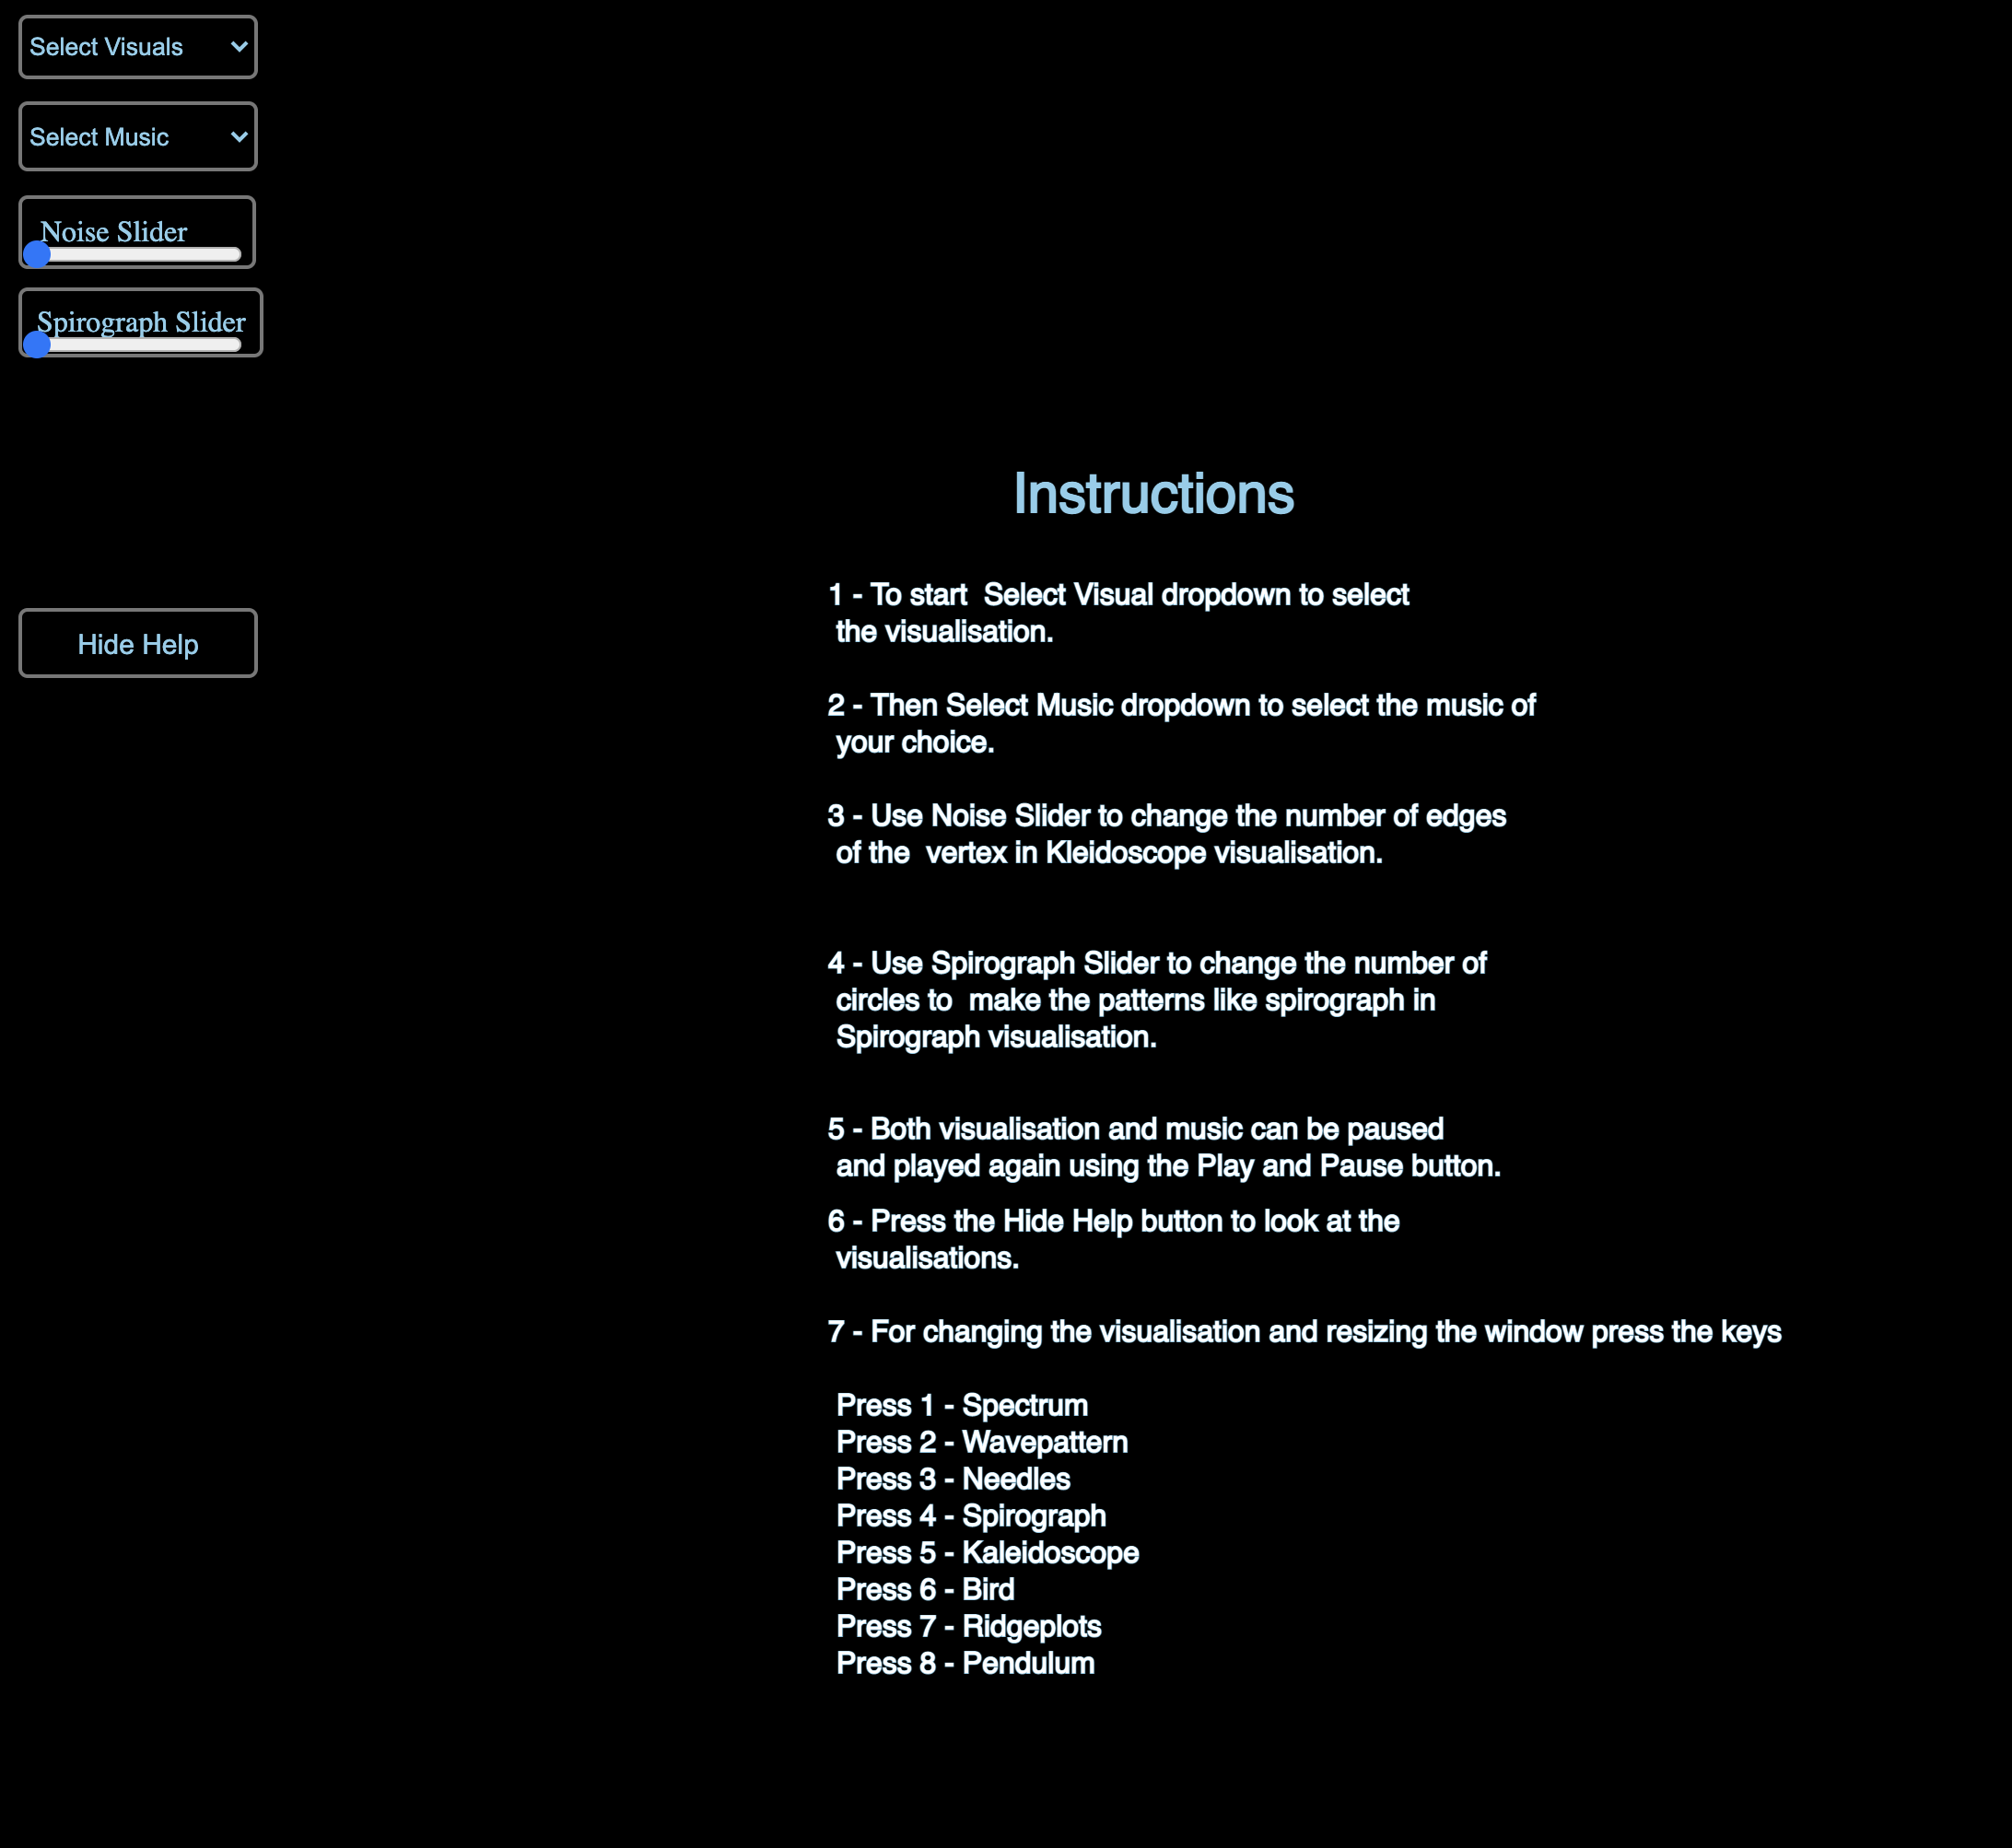 Select Visuals
Select Music
Noise Slider
Spirograph Slider
Hide Help
Instructions
1 - To start  Select Visual dropdown to select
the visualisation.
2 - Then Select Music dropdown to select the music of
your choice.
3 - Use Noise Slider to change the number of edges
of the  vertex in Kleidoscope visualisation.
4 - Use Spirograph Slider to change the number of
circles to  make the patterns like spirograph in
Spirograph visualisation.
5 - Both visualisation and music can be paused
and played again using the Play and Pause button.
6 - Press the Hide Help button to look at the
visualisations.
7 - For changing the visualisation and resizing the window press the keys
Press 1 - Spectrum
Press 2 - Wavepattern
Press 3 - Needles
Press 4 - Spirograph
Press 5 - Kaleidoscope
Press 6 - Bird
Press 7 - Ridgeplots
Press 8 - Pendulum